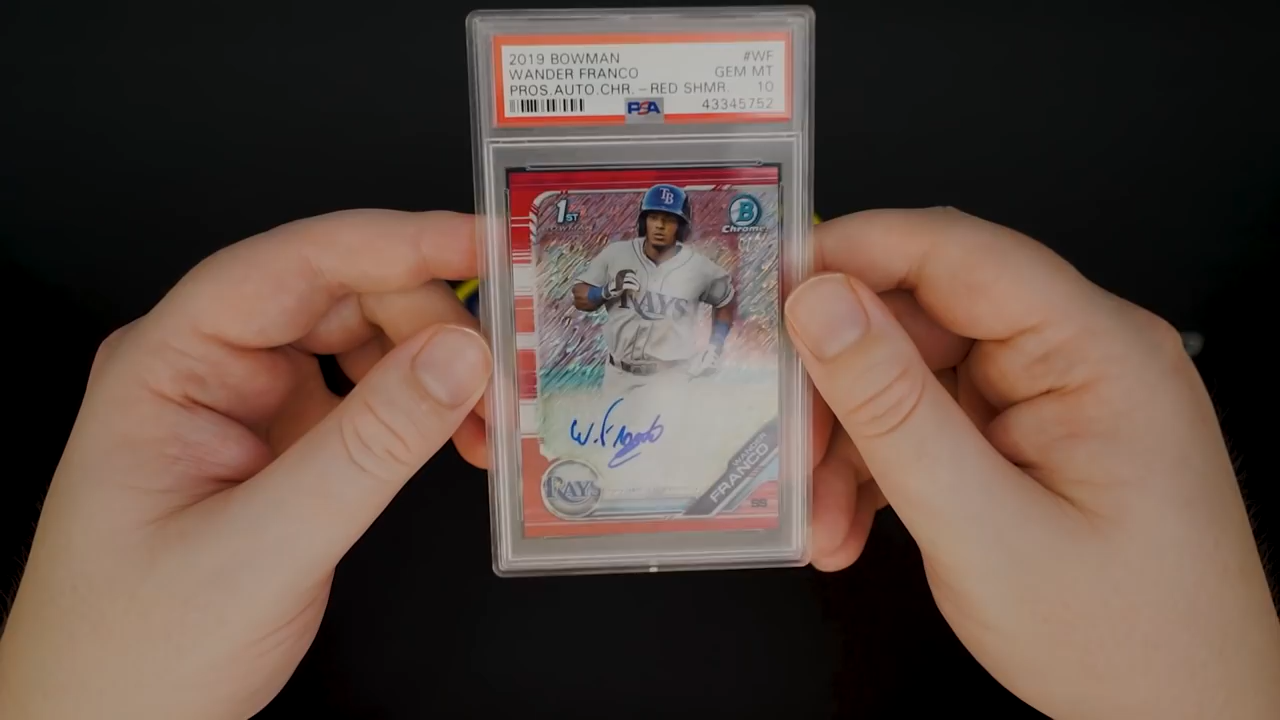 2019 BOWMAN #WF
WANDER FRANCO GEM MT
PROS.AUTO.CHR.-RED SHMR. 10
PSA 43345752
TB
1ST
BOWMAN
B
Chrome
RAYS
W. Franco
WANDER
FRANCO
RAYS
SS